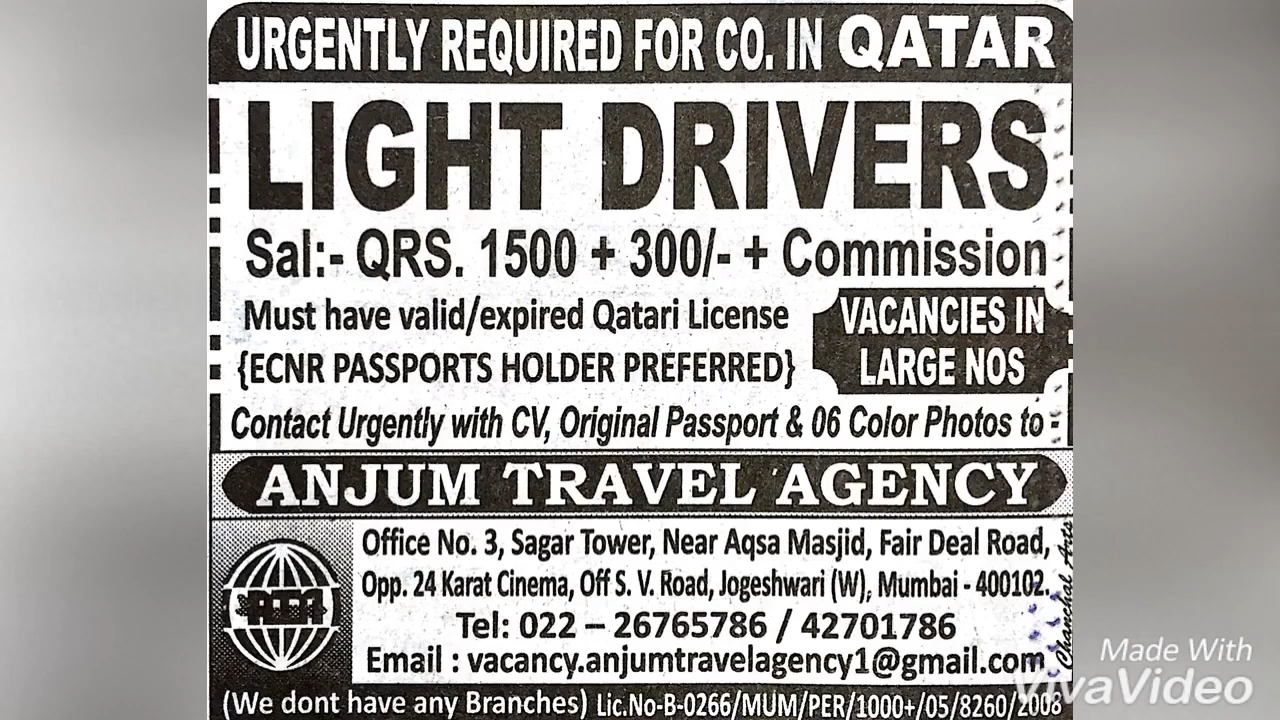 URGENTLY REQUIRED FOR CO. IN QATAR
LIGHT DRIVERS
Sal:- QRS. 1500 + 300/- + Commission
Must have valid/expired Qatari License
{ECNR PASSPORTS HOLDER PREFERRED}
VACANCIES IN
LARGE NOS
Contact Urgently with CV, Original Passport & 06 Color Photos to :-
ANJUM TRAVEL AGENCY
Office No. 3, Sagar Tower, Near Aqsa Masjid, Fair Deal Road,
Opp. 24 Karat Cinema, Off S. V. Road, Jogeshwari (W), Mumbai - 400102.
Tel: 022 – 26765786 / 42701786
Email : vacancy.anjumtravelagency1@gmail.com
(We dont have any Branches) Lic.No-B-0266/MUM/PER/1000+/05/8260/2008
Chanchal Arts
Made With
VivaVideo